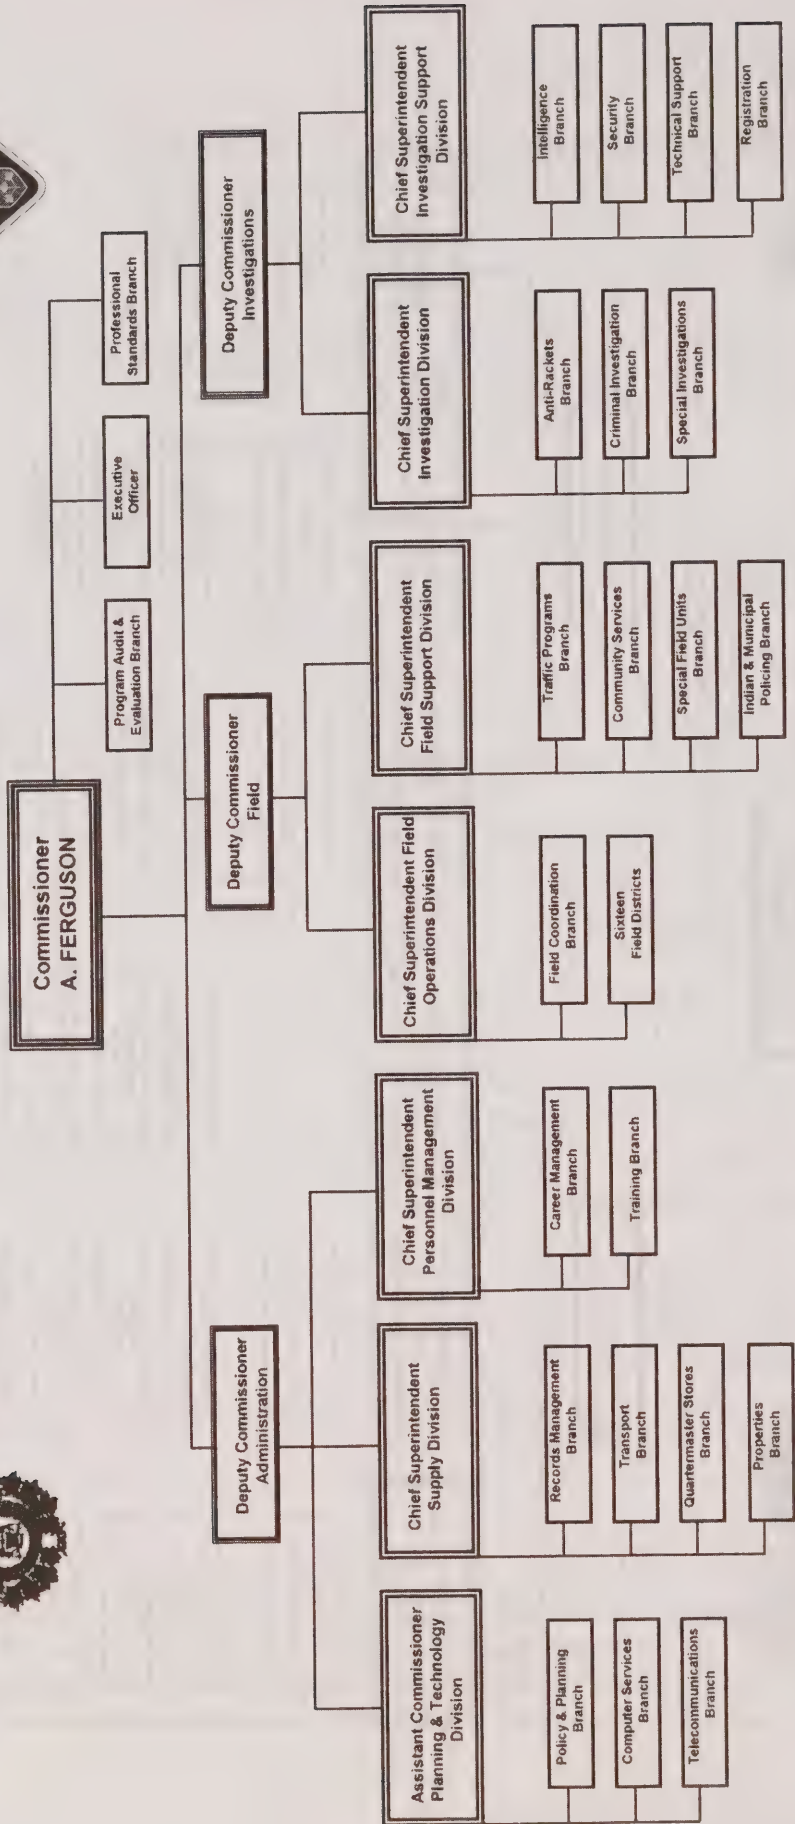 Commissioner
A. FERGUSON
Program Audit &
Evaluation Branch
Executive
Officer
Professional
Standards Branch
Deputy Commissioner
Administration
Deputy Commissioner
Field
Deputy Commissioner
Investigations
Assistant Commissioner
Planning & Technology
Division
Chief Superintendent
Supply Division
Chief Superintendent
Personnel Management
Division
Chief Superintendent Field
Operations Division
Chief Superintendent
Field Support Division
Chief Superintendent
Investigation Division
Chief Superintendent
Investigation Support
Division
Policy & Planning
Branch
Computer Services
Branch
Telecommunications
Branch
Records Management
Branch
Transport
Branch
Quartermaster Stores
Branch
Properties
Branch
Career Management
Branch
Training Branch
Field Coordination
Branch
Sixteen
Field Districts
Traffic Programs
Branch
Community Services
Branch
Special Field Units
Branch
Indian & Municipal
Policing Branch
Anti-Rackets
Branch
Criminal Investigation
Branch
Special Investigations
Branch
Intelligence
Branch
Security
Branch
Technical Support
Branch
Registration
Branch